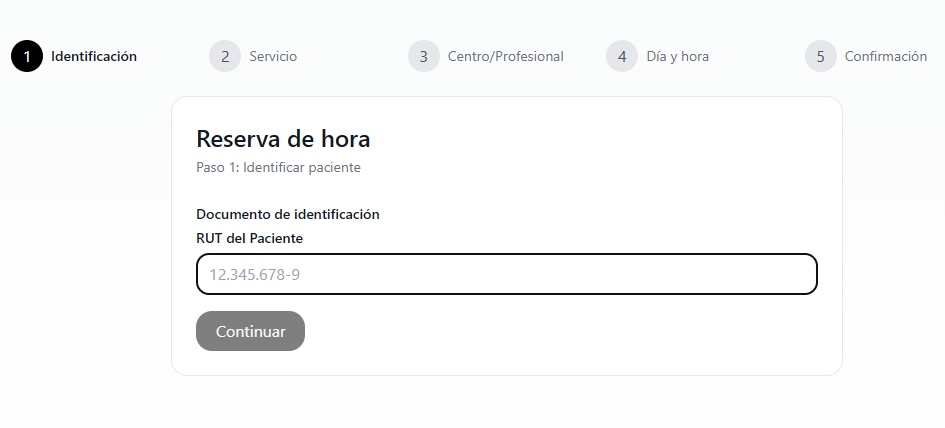 1 Identificación 2 Servicio 3 Centro/Profesional 4 Día y hora 5 Confirmación
Reserva de hora
Paso 1: Identificar paciente
Documento de identificación
RUT del Paciente
12.345.678-9
Continuar